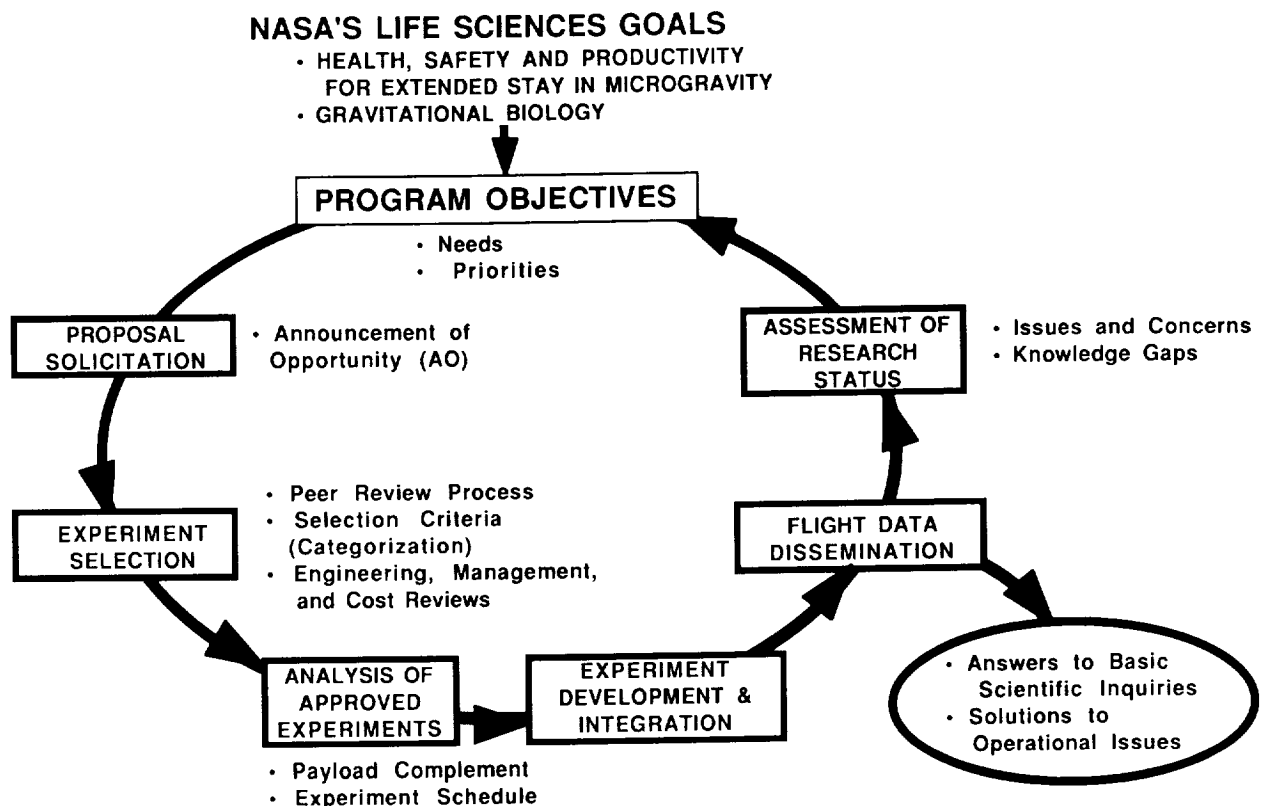 NASA'S LIFE SCIENCES GOALS
• HEALTH, SAFETY AND PRODUCTIVITY
FOR EXTENDED STAY IN MICROGRAVITY
• GRAVITATIONAL BIOLOGY
PROGRAM OBJECTIVES
• Needs
• Priorities
PROPOSAL
SOLICITATION
• Announcement of
Opportunity (AO)
EXPERIMENT
SELECTION
• Peer Review Process
• Selection Criteria
(Categorization)
• Engineering, Management,
and Cost Reviews
ANALYSIS OF
APPROVED
EXPERIMENTS
• Payload Complement
• Experiment Schedule
EXPERIMENT
DEVELOPMENT &
INTEGRATION
FLIGHT DATA
DISSEMINATION
• Answers to Basic
Scientific Inquiries
• Solutions to
Operational Issues
ASSESSMENT OF
RESEARCH
STATUS
• Issues and Concerns
• Knowledge Gaps